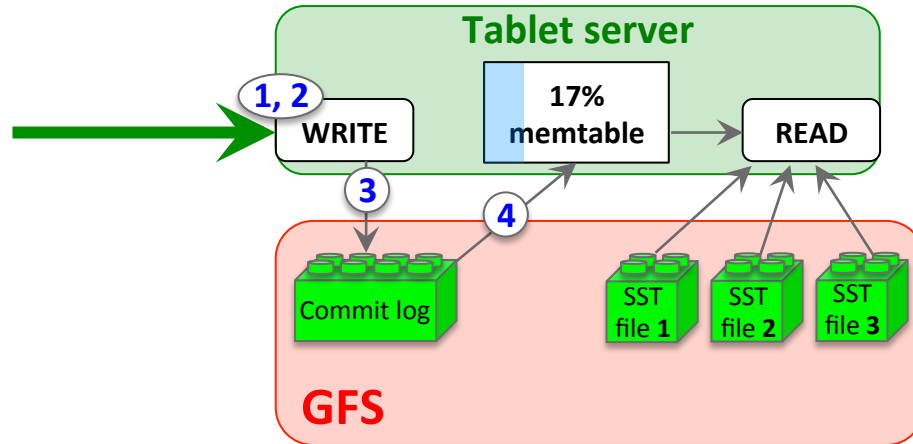 Tablet server
1, 2
WRITE
17%
memtable
READ
3
4
Commit log
SST
file 1
SST
file 2
SST
file 3
GFS